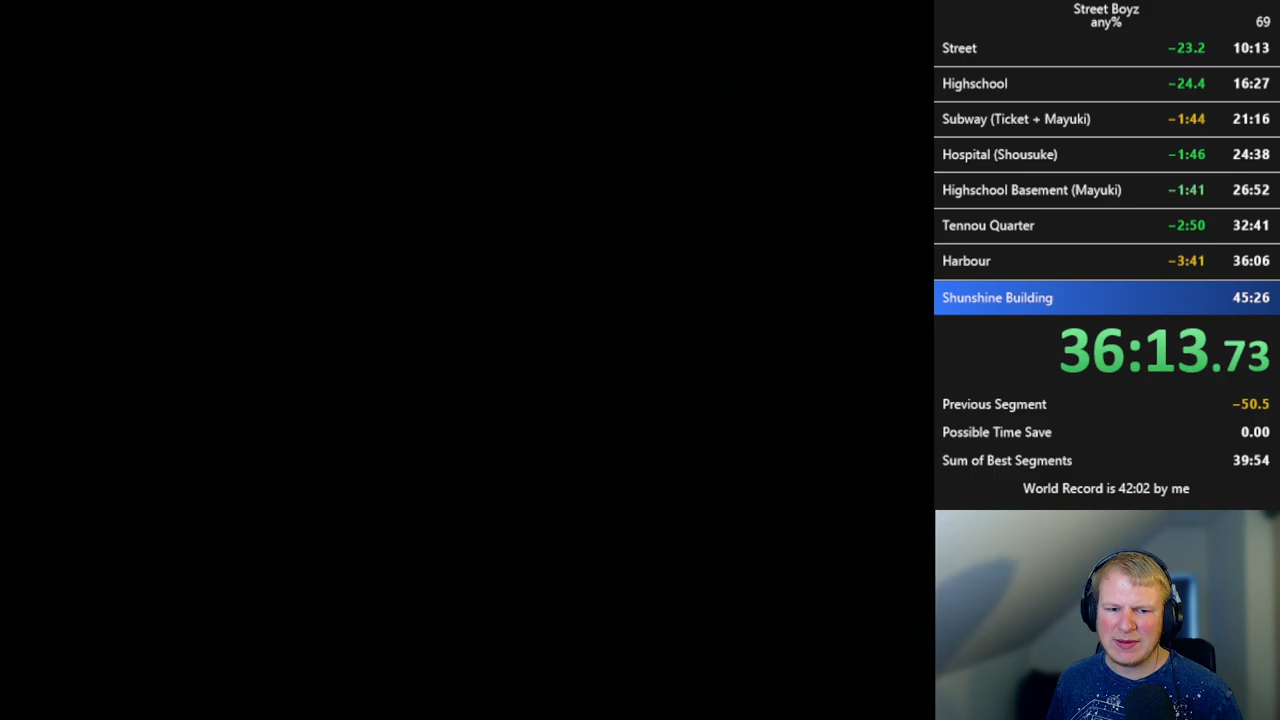 Street Boyz
any%
69
Street −23.2 10:13
Highschool −24.4 16:27
Subway (Ticket + Mayuki) −1:44 21:16
Hospital (Shousuke) −1:46 24:38
Highschool Basement (Mayuki) −1:41 26:52
Tennou Quarter −2:50 32:41
Harbour −3:41 36:06
Shunshine Building 45:26
36:13.73
Previous Segment −50.5
Possible Time Save 0.00
Sum of Best Segments 39:54
World Record is 42:02 by me